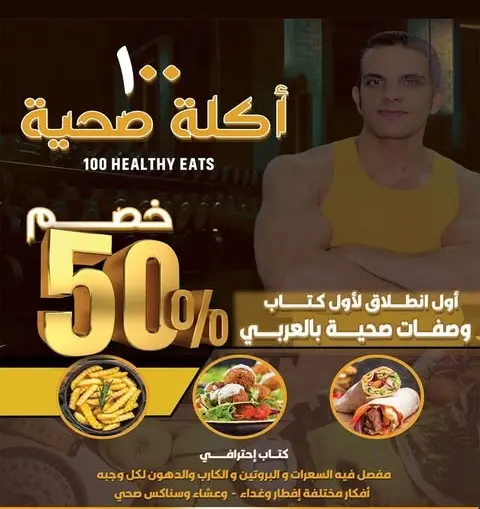 ١٠٠
أكلة صحية
100 HEALTHY EATS
خصم
50%
أول انطلاق لأول كتاب
وصفات صحية بالعربي
كتاب إحترافي
مفصل فيه السعرات و البروتين و الكارب والدهون لكل وجبه
أفكار مختلفة إفطار وغداء - وعشاء وسناكس صحي